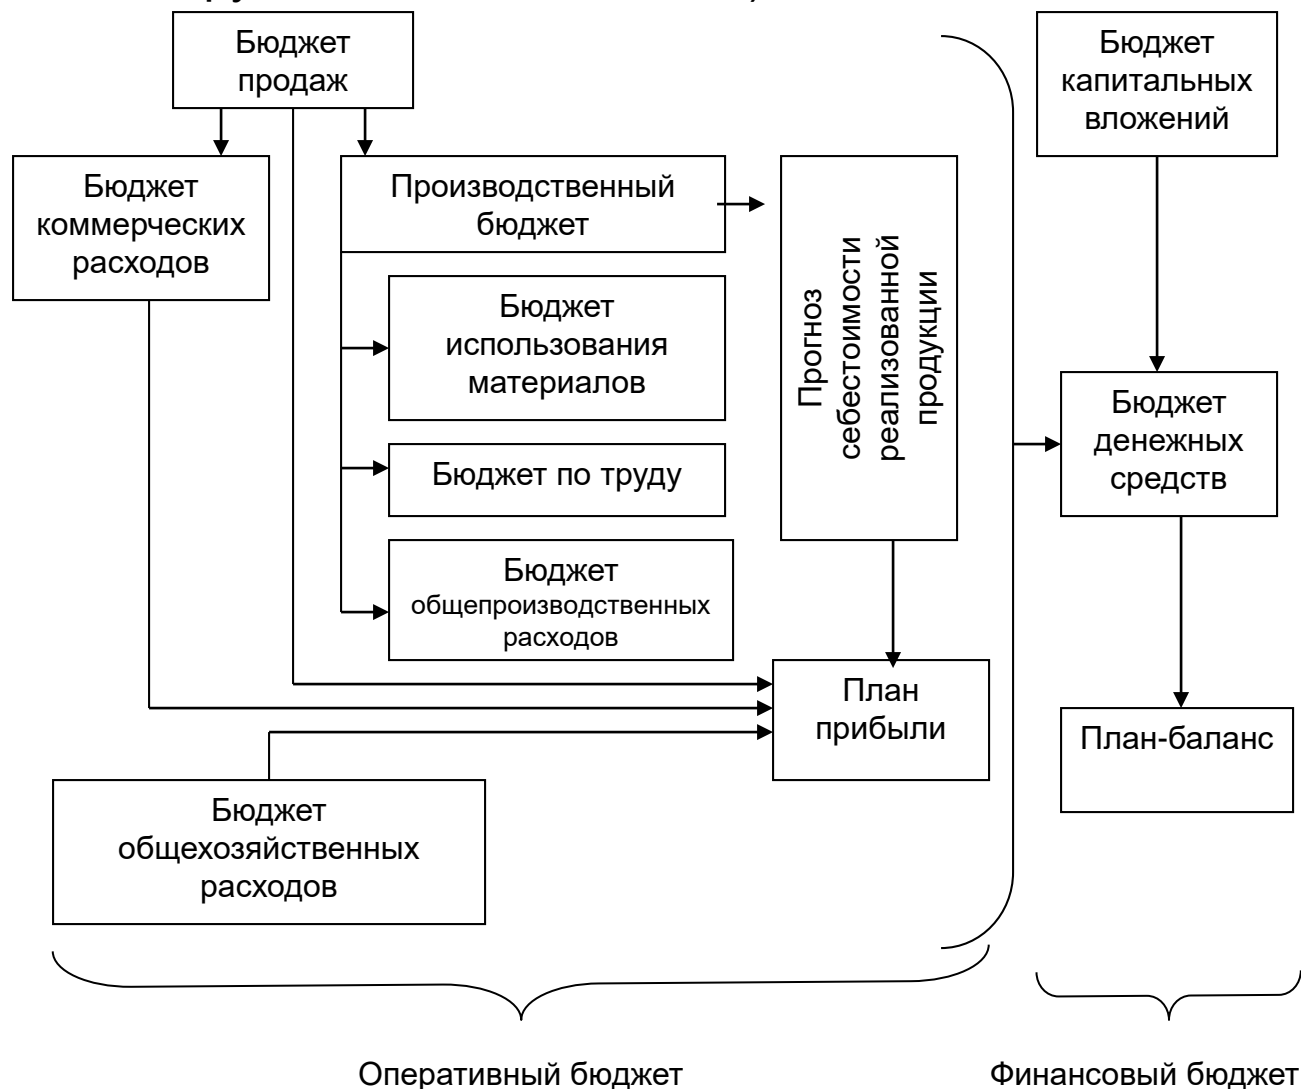 Бюджет
продаж
Бюджет
капитальных
вложений
Бюджет
коммерческих
расходов
Производственный
бюджет
Прогноз
себестоимости
реализованной
продукции
Бюджет
использования
материалов
Бюджет
денежных
средств
Бюджет по труду
Бюджет
общепроизводственных
расходов
План
прибыли
План-баланс
Бюджет
общехозяйственных
расходов
Оперативный бюджет
Финансовый бюджет